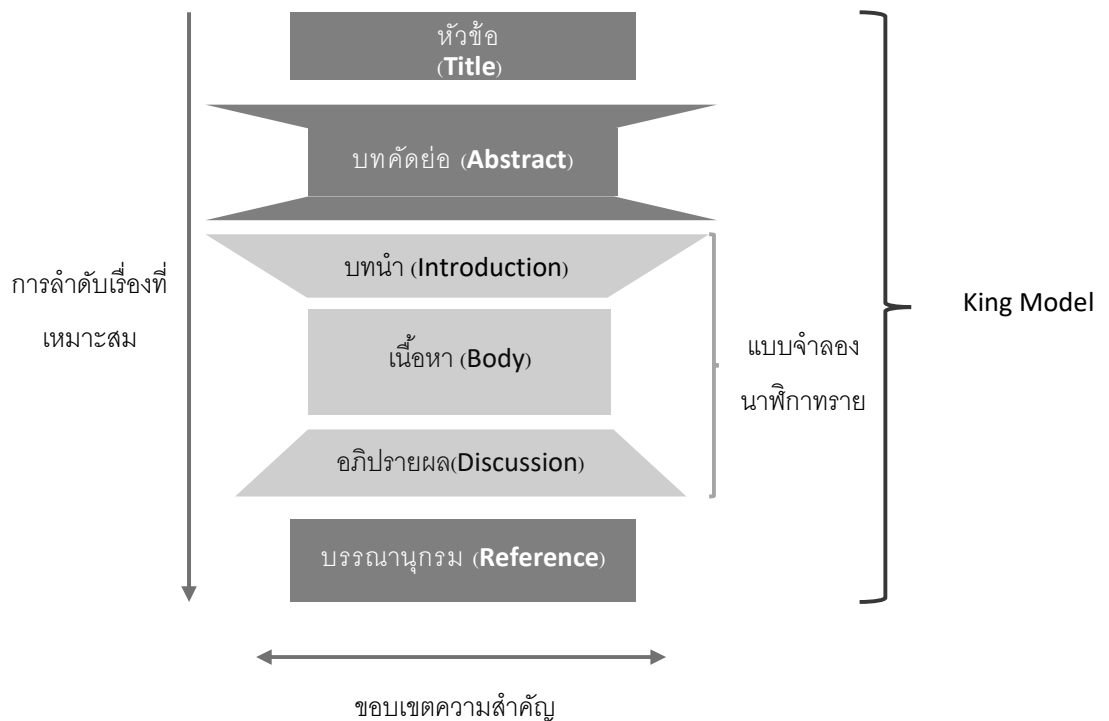 หัวข้อ
(Title)
บทคัดย่อ (Abstract)
บทนำ (Introduction)
การลำดับเรื่องที่
เหมาะสม
King Model
เนื้อหา (Body)
แบบจำลอง
นาฬิกาทราย
อภิปรายผล(Discussion)
บรรณานุกรม (Reference)
ขอบเขตความสำคัญ